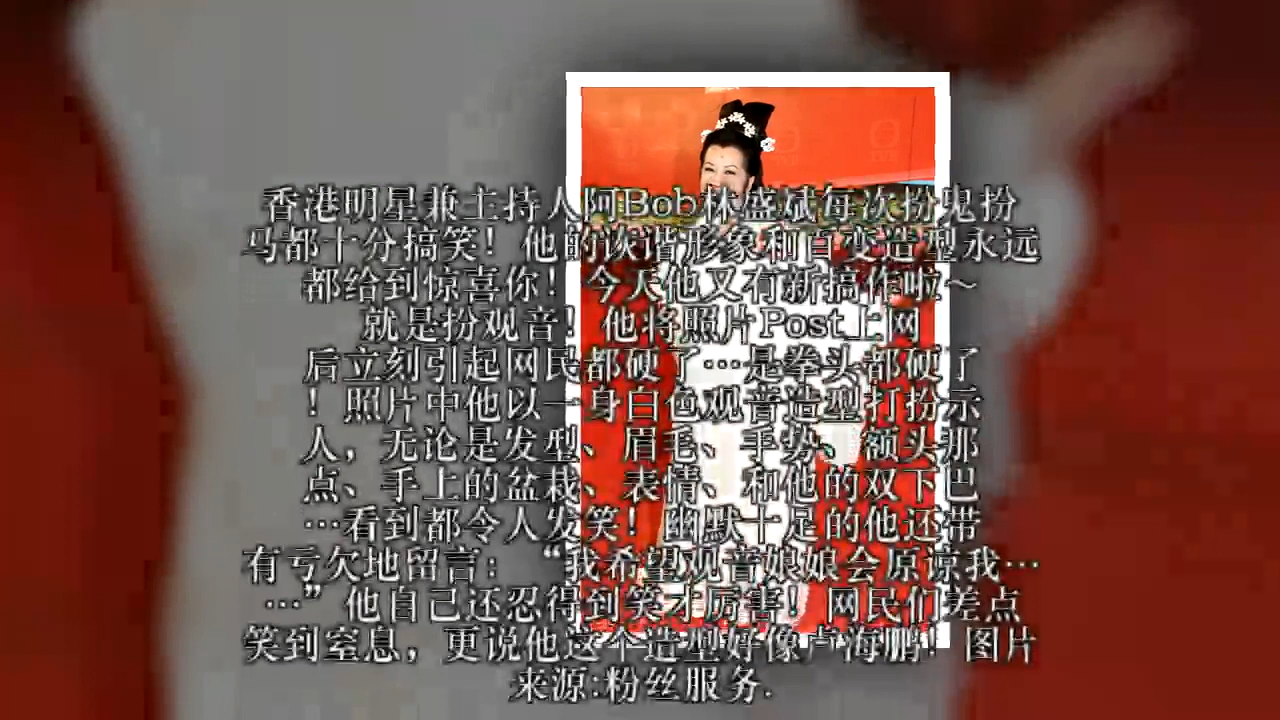 香港明星兼主持人阿Bob林盛斌每次扮鬼扮
马都十分搞笑！他的诙谐形象和百变造型永远
都给到惊喜你！今天他又有新搞作啦～
就是扮观音！他将照片Post上网
后立刻引起网民都硬了…是拳头都硬了
！照片中他以一身白色观音造型打扮示
人，无论是发型、眉毛、手势、额头那
点、手上的盆栽、表情、和他的双下巴
…看到都令人发笑！幽默十足的他还带
有亏欠地留言：“我希望观音娘娘会原谅我…
…”他自己还忍得到笑才厉害！网民们差点
笑到窒息，更说他这个造型好像卢海鹏！图片
来源:粉丝服务.